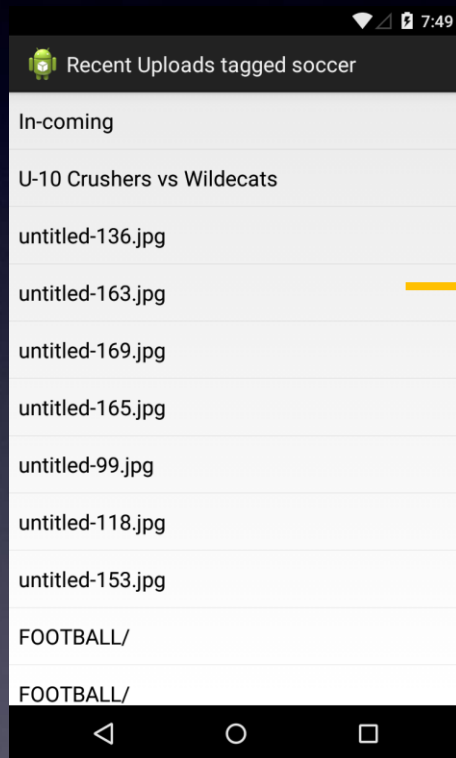 7:49
Recent Uploads tagged soccer
In-coming
U-10 Crushers vs Wildecats
untitled-136.jpg
untitled-163.jpg
untitled-169.jpg
untitled-165.jpg
untitled-99.jpg
untitled-118.jpg
untitled-153.jpg
FOOTBALL/
FOOTBALL/